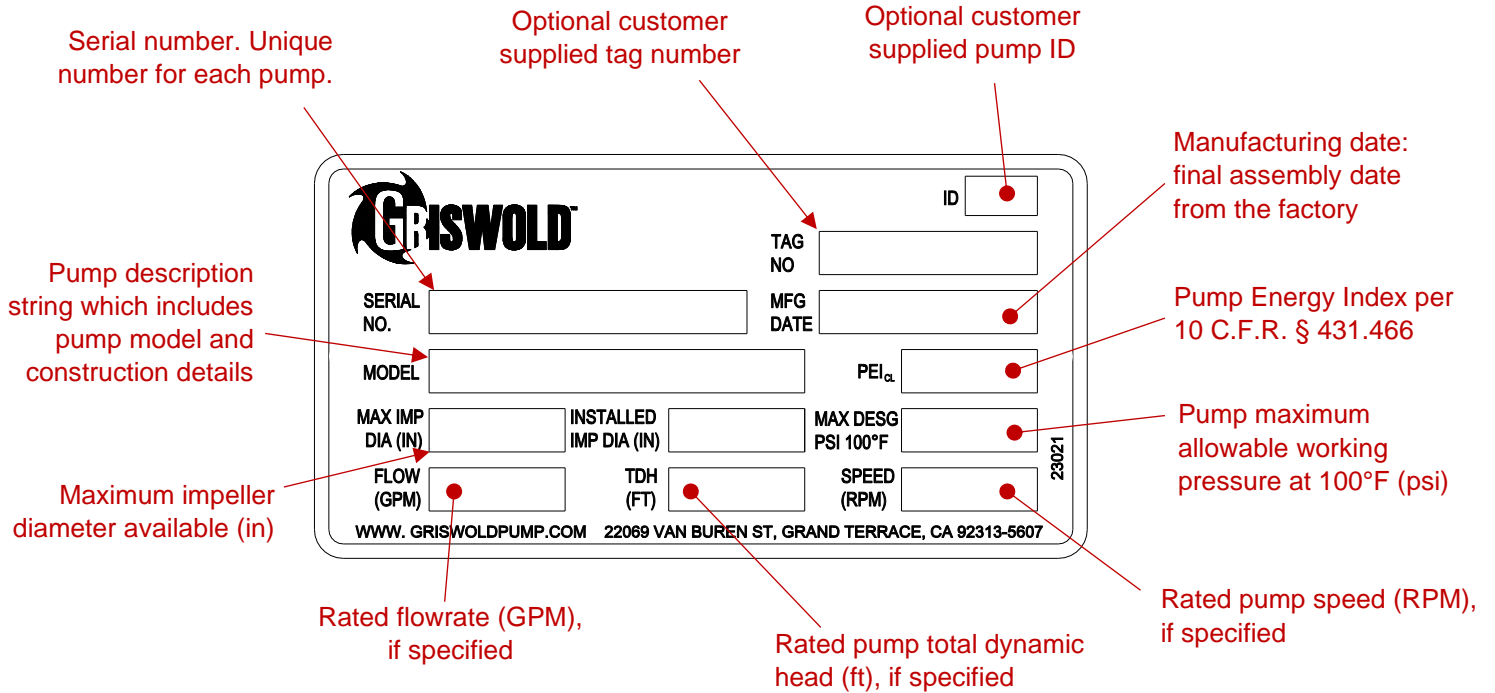 Serial number. Unique
number for each pump.
Optional customer
supplied tag number
Optional customer
supplied pump ID
Manufacturing date:
final assembly date
from the factory
Pump description
string which includes
pump model and
construction details
Pump Energy Index per
10 C.F.R. § 431.466
Maximum impeller
diameter available (in)
Pump maximum
allowable working
pressure at 100°F (psi)
GRISWOLD™
ID
TAG
NO
SERIAL
NO.
MFG
DATE
MODEL
PEI CL
MAX IMP
DIA (IN)
INSTALLED
IMP DIA (IN)
MAX DESG
PSI 100°F
FLOW
(GPM)
TDH
(FT)
SPEED
(RPM)
23021
WWW. GRISWOLDPUMP.COM 22069 VAN BUREN ST, GRAND TERRACE, CA 92313-5607
Rated flowrate (GPM),
if specified
Rated pump total dynamic
head (ft), if specified
Rated pump speed (RPM),
if specified